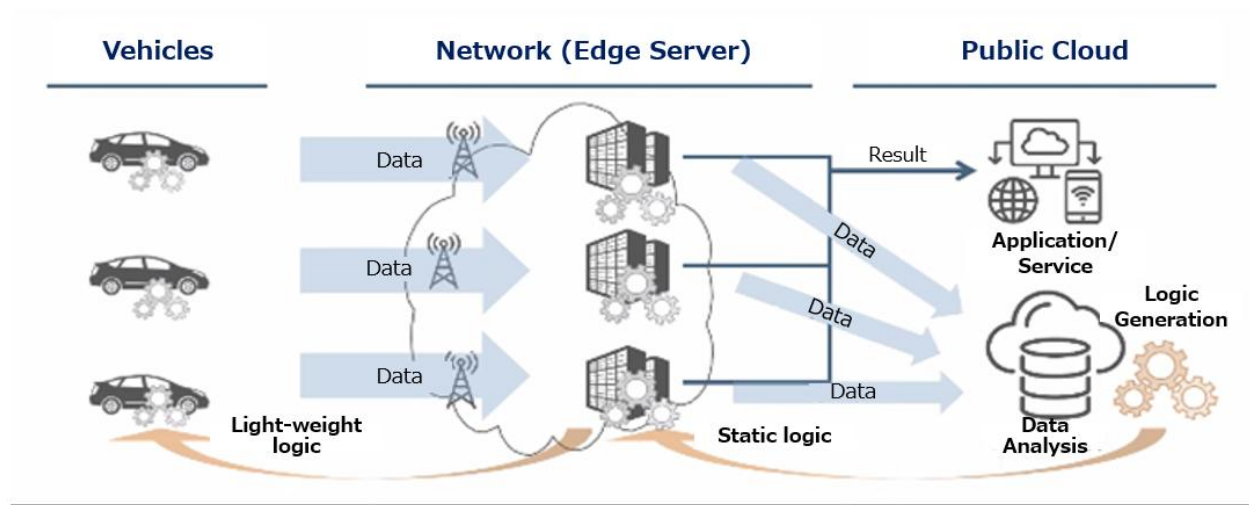 Vehicles
Network (Edge Server)
Public Cloud
Data
Result
Application/
Service
Data
Data
Data
Logic
Generation
Data
Data
Light-weight
logic
Static logic
Data
Analysis